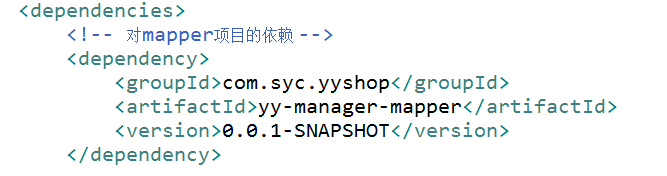 <dependencies>
<!-- 对mapper项目的依赖 -->
<dependency>
<groupId>com.syc.yyshop</groupId>
<artifactId>yy-manager-mapper</artifactId>
<version>0.0.1-SNAPSHOT</version>
</dependency>